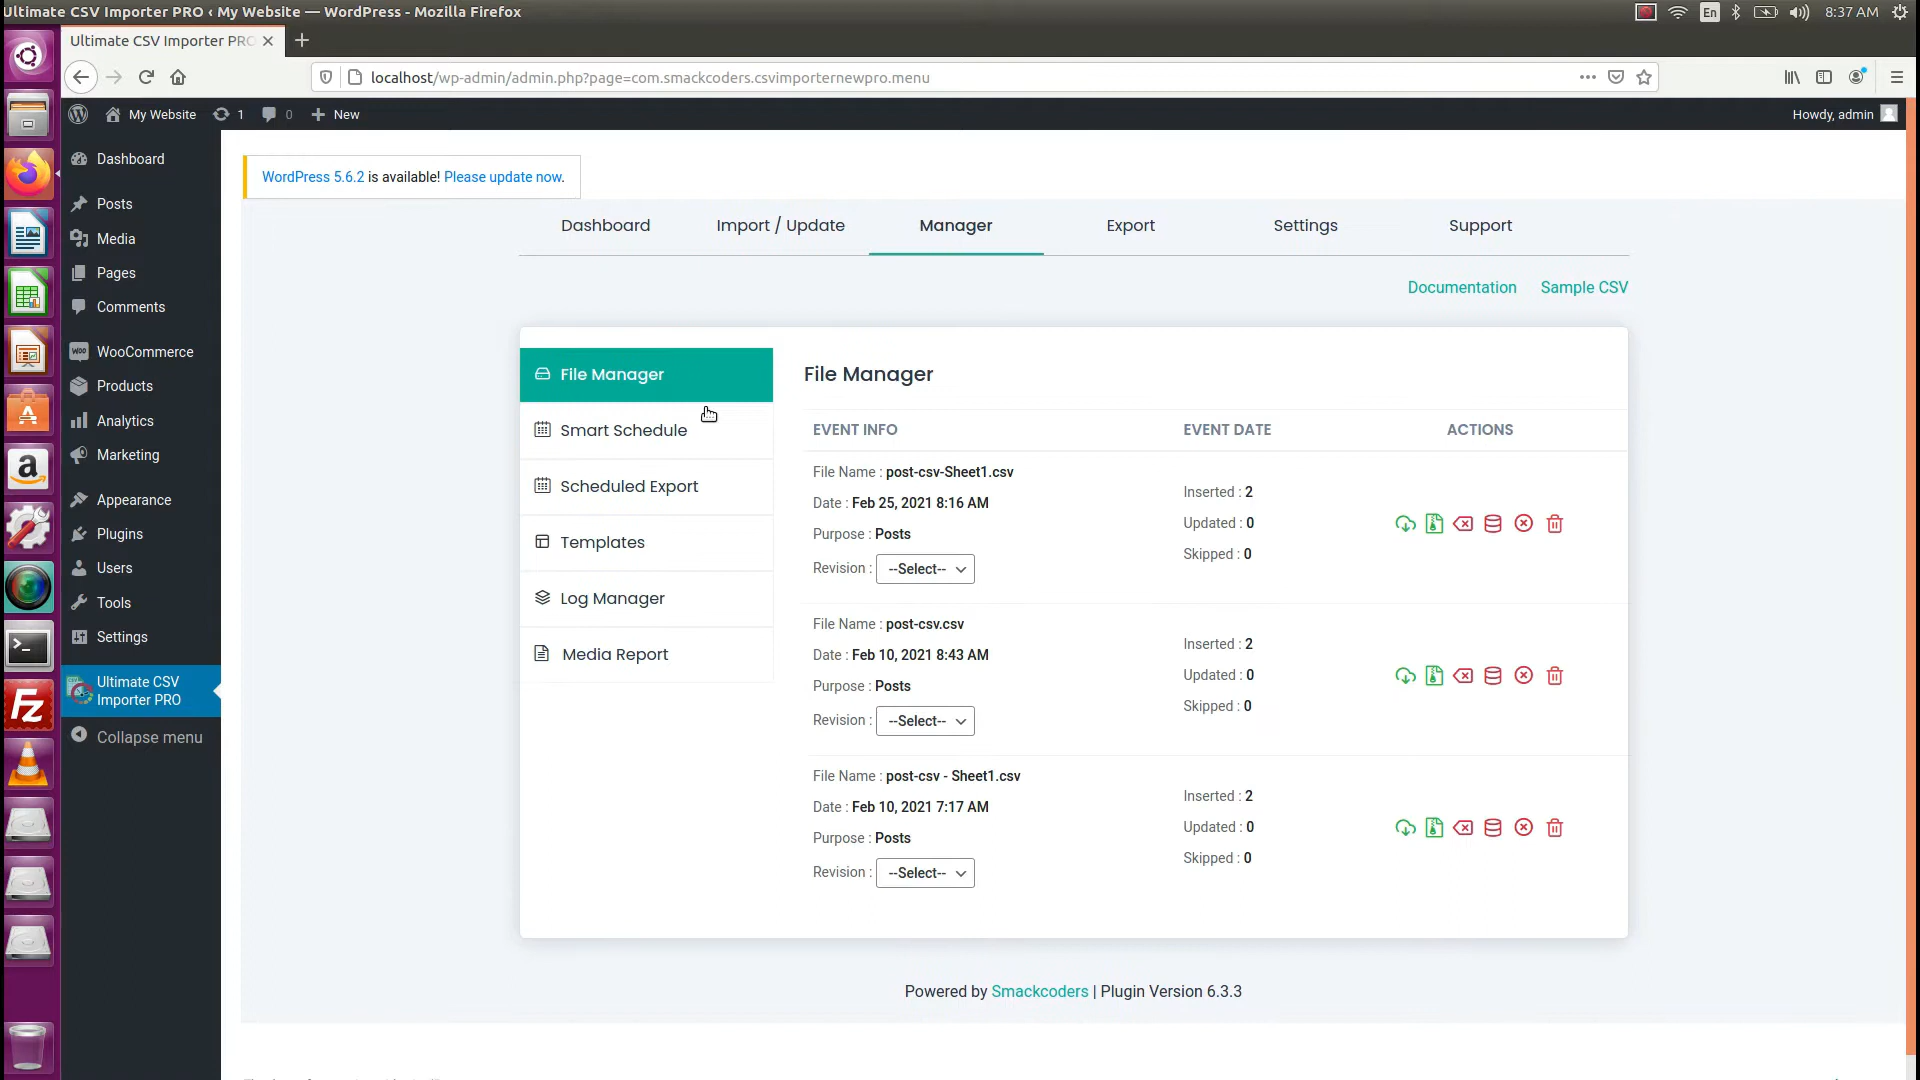 Ultimate CSV Importer PRO ‹ My Website — WordPress - Mozilla Firefox
En
8:37 AM
Ultimate CSV Importer PRO
localhost/wp-admin/admin.php?page=com.smackcoders.csvimporternewpro.menu
My Website
1
0
New
Howdy, admin
Dashboard
Posts
Media
Pages
Comments
WooCommerce
Products
Analytics
Marketing
Appearance
Plugins
Users
Tools
Settings
Ultimate CSV
Importer PRO
Collapse menu
WordPress 5.6.2 is available! Please update now.
Dashboard
Import / Update
Manager
Export
Settings
Support
Documentation
Sample CSV
File Manager
Smart Schedule
Scheduled Export
Templates
Log Manager
Media Report
File Manager
EVENT INFO
EVENT DATE
ACTIONS
File Name : post-csv-Sheet1.csv
Date : Feb 25, 2021 8:16 AM
Purpose : Posts
Revision : --Select--
Inserted : 2
Updated : 0
Skipped : 0
File Name : post-csv.csv
Date : Feb 10, 2021 8:43 AM
Purpose : Posts
Revision : --Select--
Inserted : 2
Updated : 0
Skipped : 0
File Name : post-csv - Sheet1.csv
Date : Feb 10, 2021 7:17 AM
Purpose : Posts
Revision : --Select--
Inserted : 2
Updated : 0
Skipped : 0
Powered by Smackcoders | Plugin Version 6.3.3